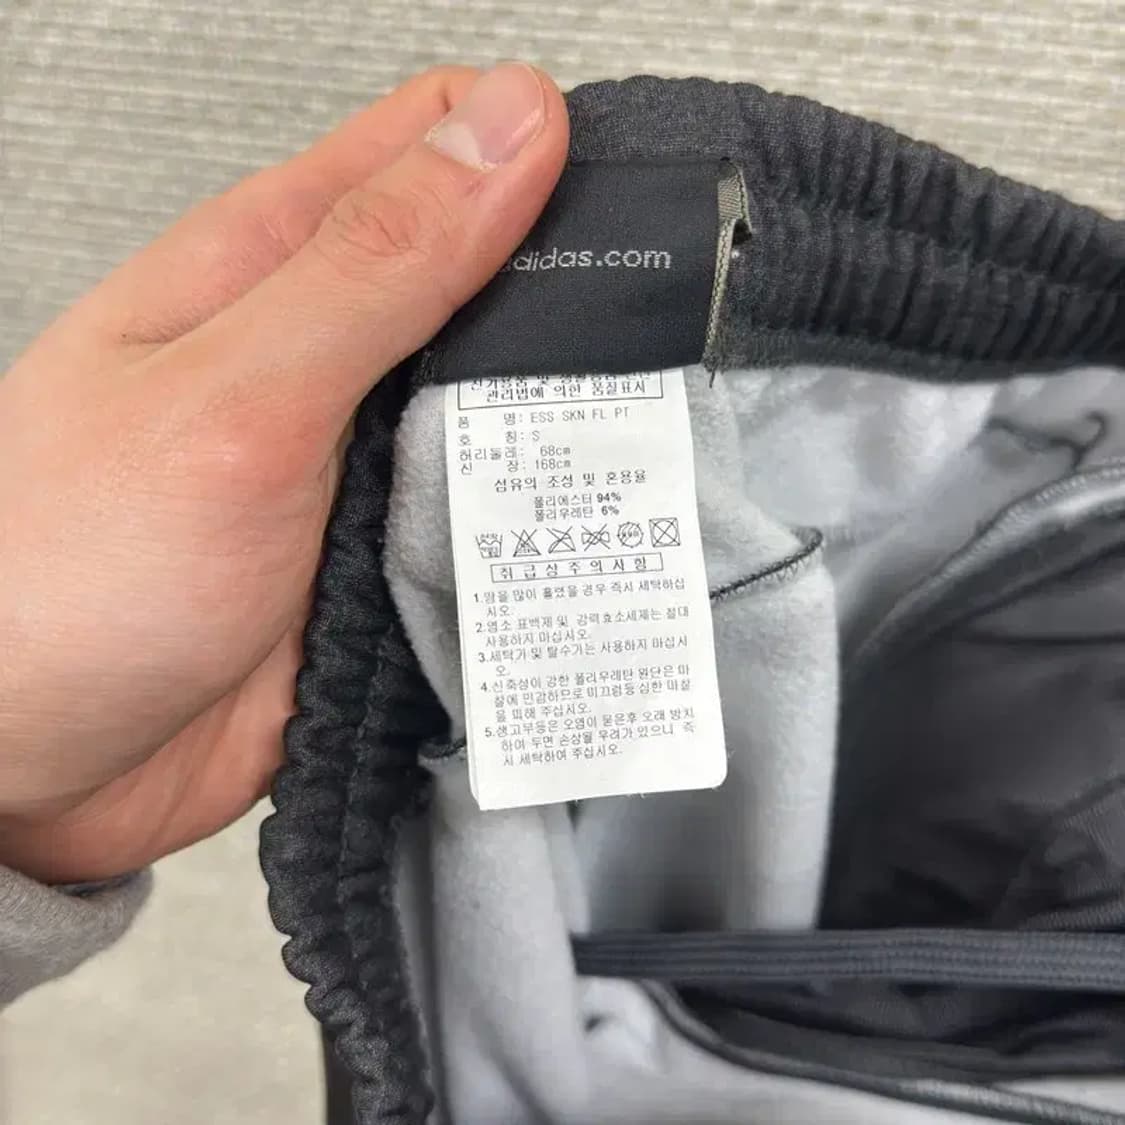 adidas.com
관리법에 의한 품질표시
품 명: ESS SKN FL PT
호 칭: S
허리둘레: 68cm
신 장: 168cm
섬유의 조성 및 혼용율
폴리에스터 94%
폴리우레탄 6%
취 급 상 주 의 사 항
1.땀을 많이 흘렸을 경우 즉시 세탁하십
시오.
2.염소 표백제 및 강력효소세제는 절대
사용하지 마십시오.
3.세탁기 및 탈수기는 사용하지 마십시
오.
4.신축성이 강한 폴리우레탄 원단은 마
찰에 민감하므로 미끄럼등 심한 마찰
을 피해 주십시오.
5.생고무등은 오염이 묻은후 오래 방치
하여 두면 손상될 우려가 있으니 즉
시 세탁하여 주십시오.